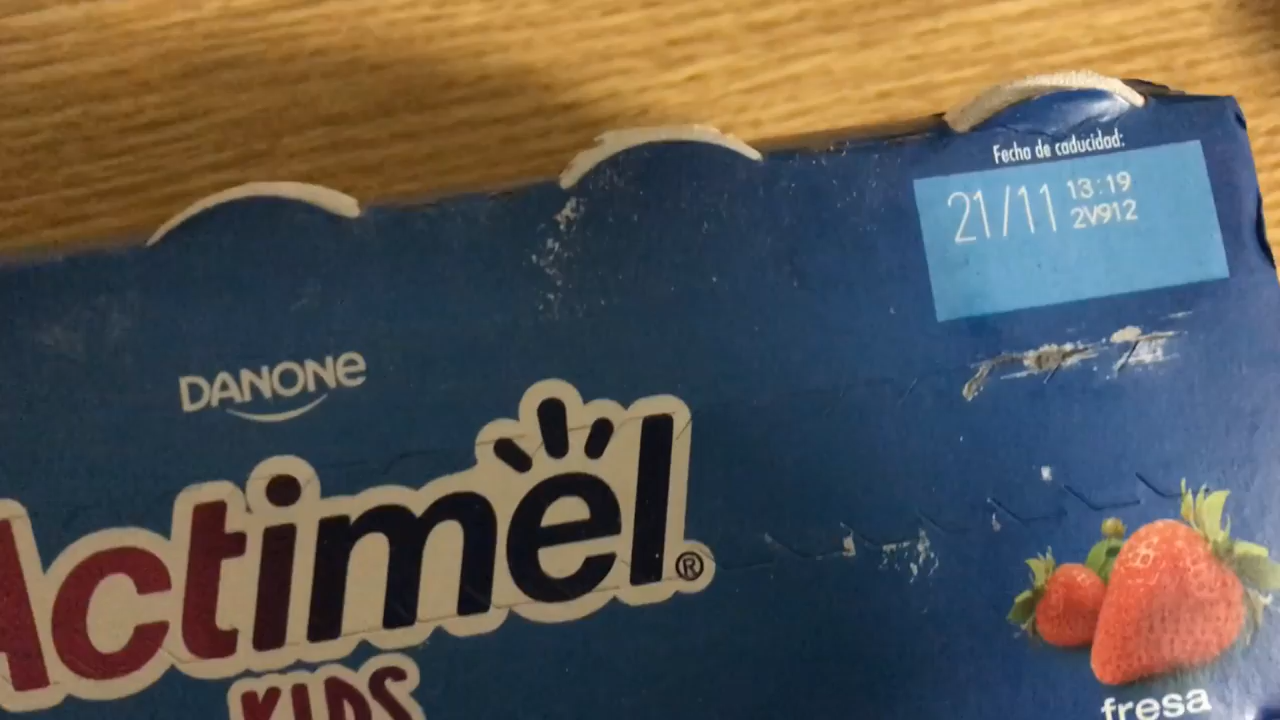 Fecha de caducidad:
21/11 13:19
2V912
DANONE
Actimel®
KIDS
fresa